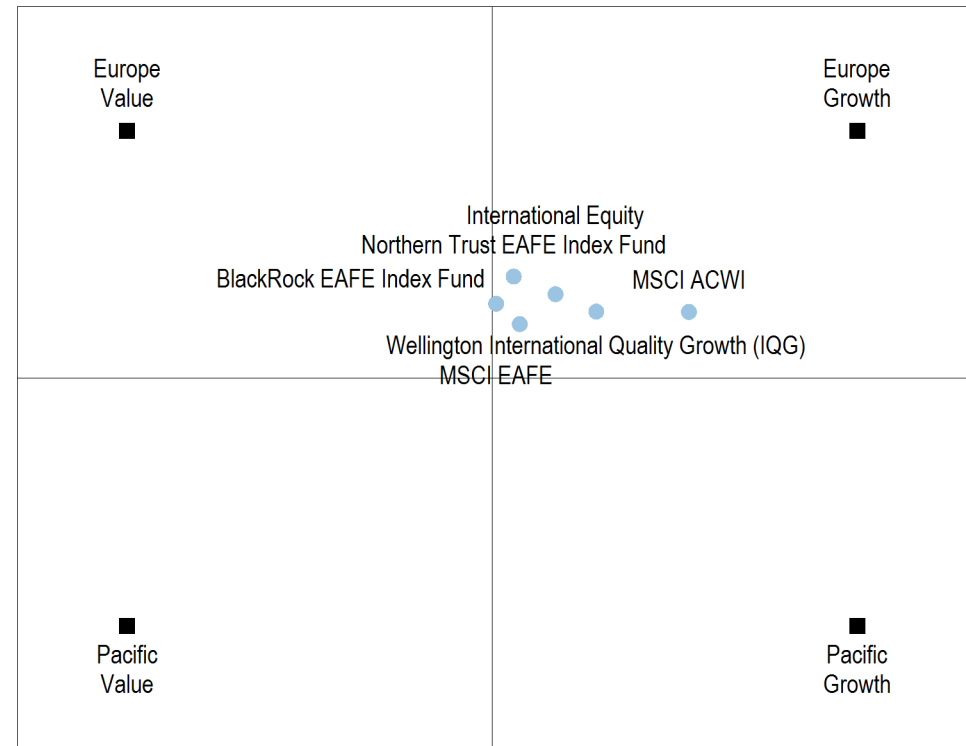 Europe
Value
Europe
Growth
International Equity
Northern Trust EAFE Index Fund
BlackRock EAFE Index Fund
MSCI ACWI
Wellington International Quality Growth (IQG)
MSCI EAFE
Pacific
Value
Pacific
Growth